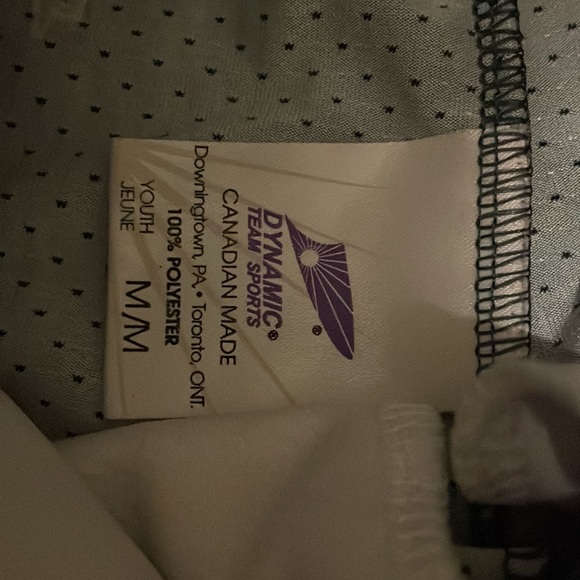 ®
DYNAMIC®
TEAM SPORTS
CANADIAN MADE
Downingtown, PA. • Toronto, ONT.
100% POLYESTER
YOUTH M/M
JEUNE